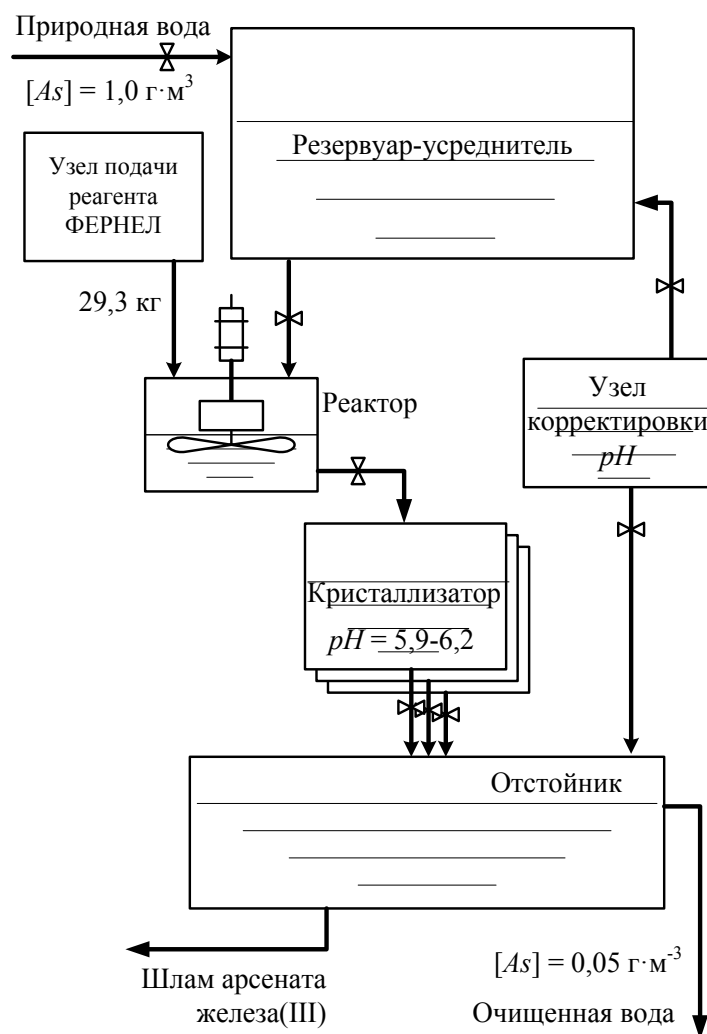 Природная вода
[As] = 1,0 г·м³
Узел подачи
реагента
ФЕРНЕЛ
Резервуар-усреднитель
29,3 кг
Реактор
Узел
корректировки
pH
Кристаллизатор
pH = 5,9-6,2
Отстойник
Шлам арсената
железа(III)
[As] = 0,05 г·м⁻³
Очищенная вода